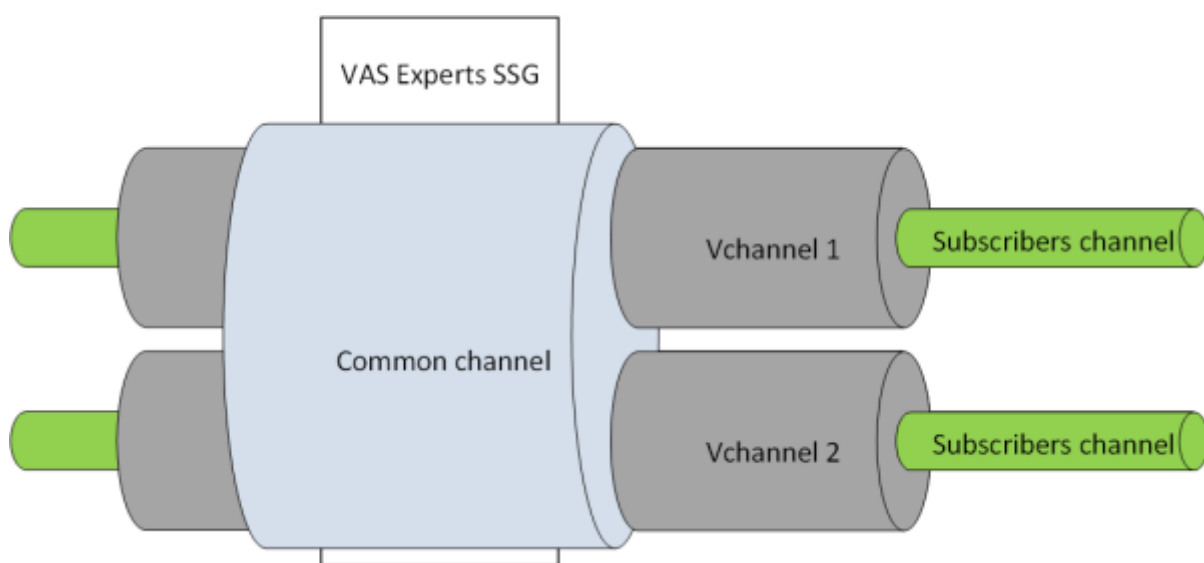 VAS Experts SSG
Vchannel 1
Subscribers channel
Common channel
Vchannel 2
Subscribers channel